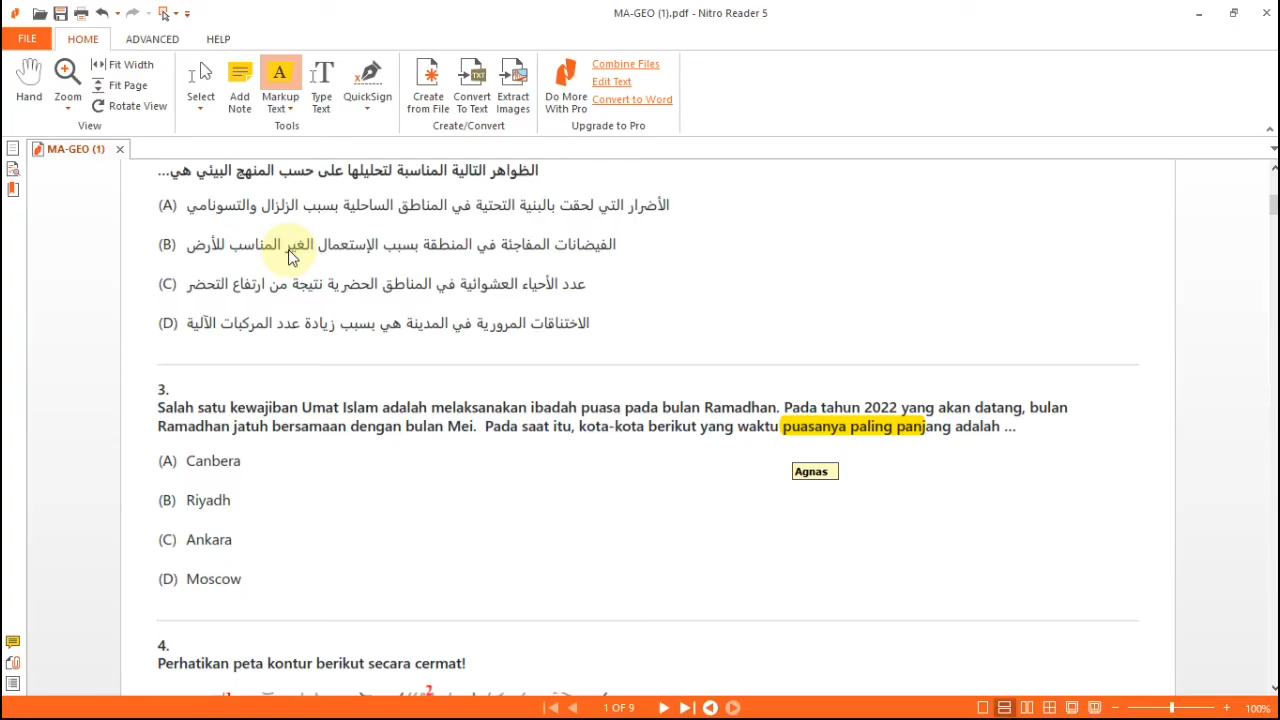 MA-GEO (1).pdf - Nitro Reader 5
FILE
HOME
ADVANCED
HELP
Hand
Zoom
Fit Width
Fit Page
Rotate View
View
Select
Add Note
Markup Text
Type Text
QuickSign
Tools
Create from File
Convert To Text
Extract Images
Create/Convert
Do More With Pro
Combine Files
Edit Text
Convert to Word
Upgrade to Pro
MA-GEO (1)
الظواهر التالية المناسبة لتحليلها على حسب المنهج البيئي هي...
(A) الأضرار التي لحقت بالبنية التحتية في المناطق الساحلية بسبب الزلزال والتسونامي
(B) الفيضانات المفاجئة في المنطقة بسبب الإستعمال الغير المناسب للأرض
(C) عدد الأحياء العشوائية في المناطق الحضرية نتيجة من ارتفاع التحضر
(D) الاختناقات المرورية في المدينة هي بسبب زيادة عدد المركبات الآلية
3.
Salah satu kewajiban Umat Islam adalah melaksanakan ibadah puasa pada bulan Ramadhan. Pada tahun 2022 yang akan datang, bulan
Ramadhan jatuh bersamaan dengan bulan Mei. Pada saat itu, kota-kota berikut yang waktu puasanya paling panjang adalah ...
Agnas
(A) Canbera
(B) Riyadh
(C) Ankara
(D) Moscow
4.
Perhatikan peta kontur berikut secara cermat!
2
1 OF 9
100%